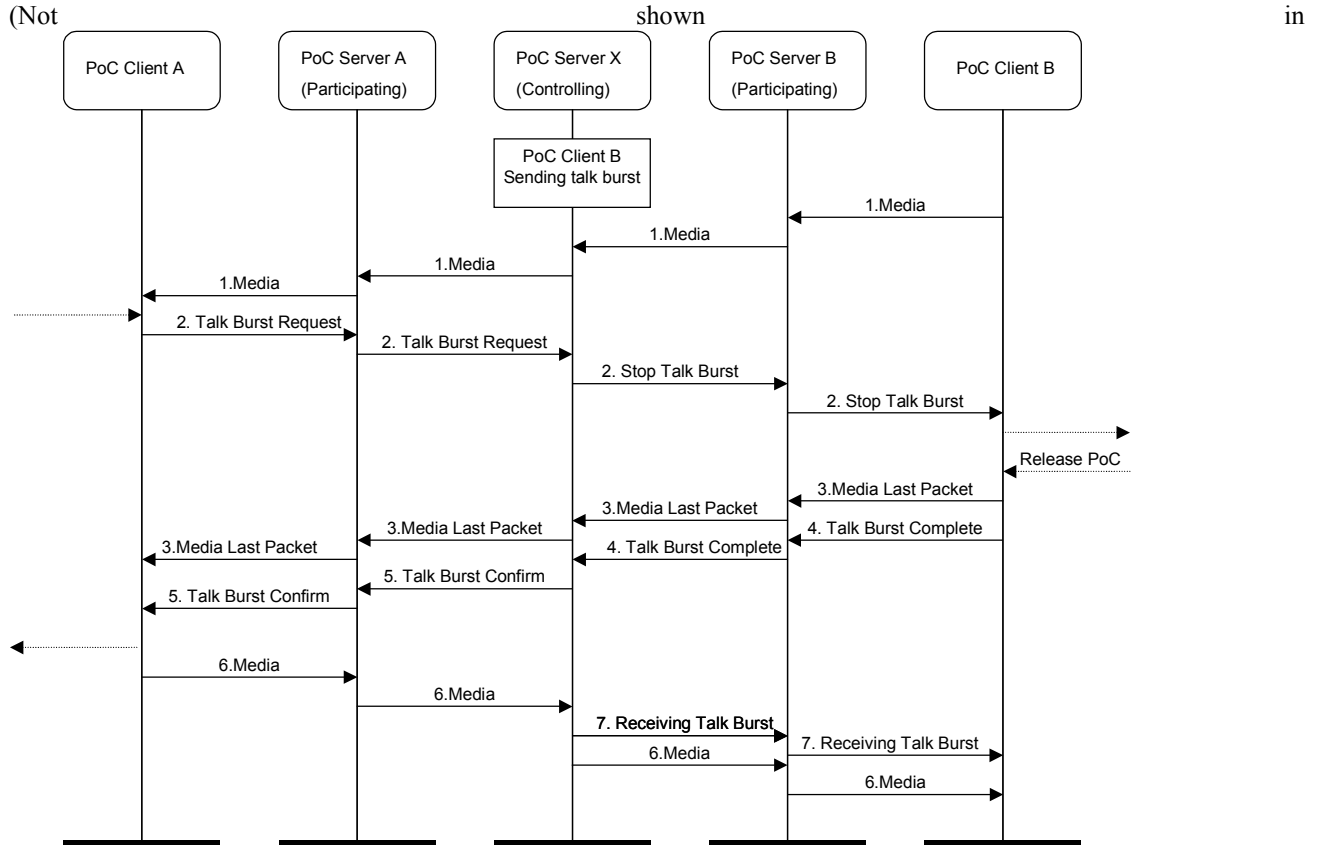 (Not shown in
PoC Client A
PoC Server A
(Participating)
PoC Server X
(Controlling)
PoC Server B
(Participating)
PoC Client B
PoC Client B
Sending talk burst
1.Media
1.Media
1.Media
1.Media
2. Talk Burst Request
2. Talk Burst Request
2. Stop Talk Burst
2. Stop Talk Burst
Release PoC
3.Media Last Packet
3.Media Last Packet
3.Media Last Packet
4. Talk Burst Complete
3.Media Last Packet
4. Talk Burst Complete
5. Talk Burst Confirm
5. Talk Burst Confirm
6.Media
6.Media
7. Receiving Talk Burst
7. Receiving Talk Burst
6.Media
6.Media